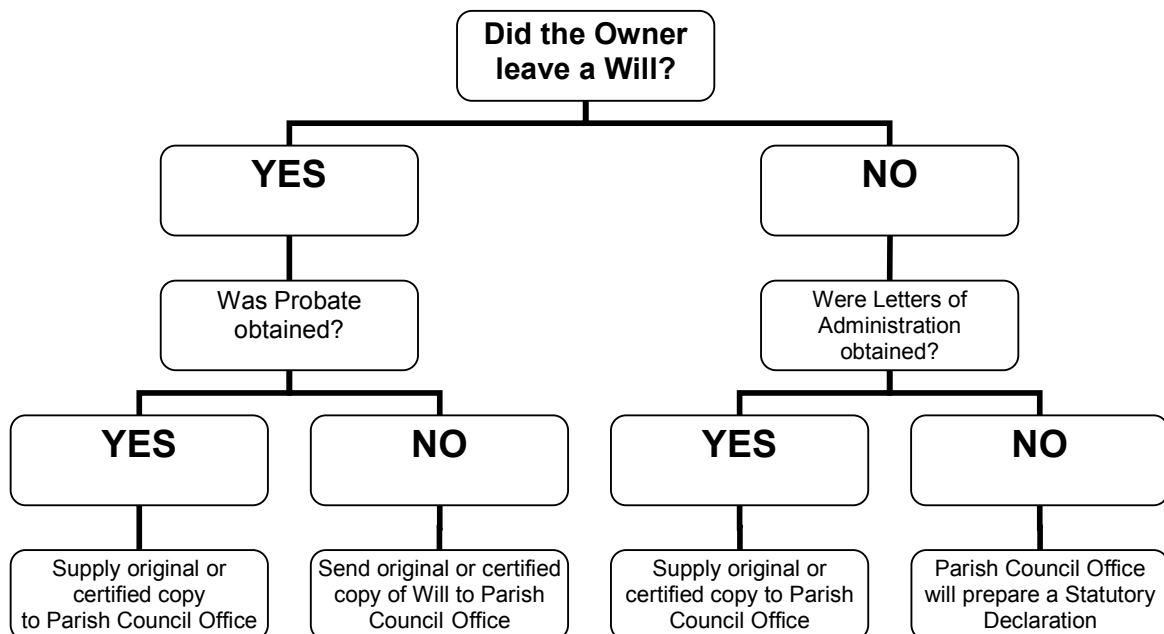 Did the Owner
leave a Will?
YES
NO
Was Probate
obtained?
Were Letters of
Administration
obtained?
YES
NO
YES
NO
Supply original or
certified copy
to Parish Council Office
Send original or certified
copy of Will to Parish
Council Office
Supply original or
certified copy to Parish
Council Office
Parish Council Office
will prepare a Statutory
Declaration